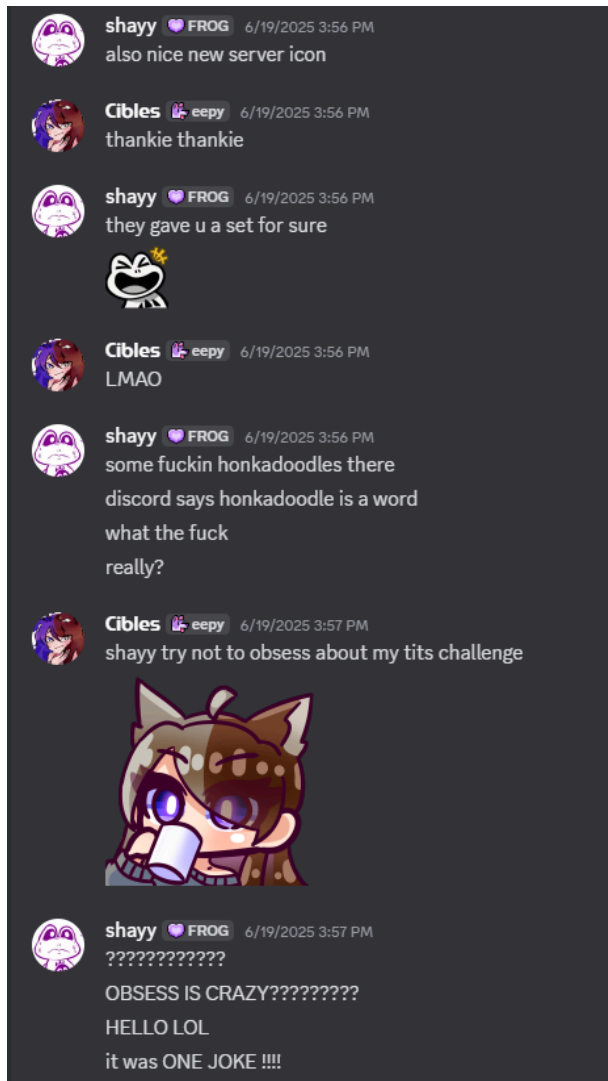 shayy FROG 6/19/2025 3:56 PM
also nice new server icon
Cibles eepy 6/19/2025 3:56 PM
thankie thankie
shayy FROG 6/19/2025 3:56 PM
they gave u a set for sure
Cibles eepy 6/19/2025 3:56 PM
LMAO
shayy FROG 6/19/2025 3:56 PM
some fuckin honkadoodles there
discord says honkadoodle is a word
what the fuck
really?
Cibles eepy 6/19/2025 3:57 PM
shayy try not to obsess about my tits challenge
shayy FROG 6/19/2025 3:57 PM
????????????
OBSESS IS CRAZY?????????
HELLO LOL
it was ONE JOKE !!!!